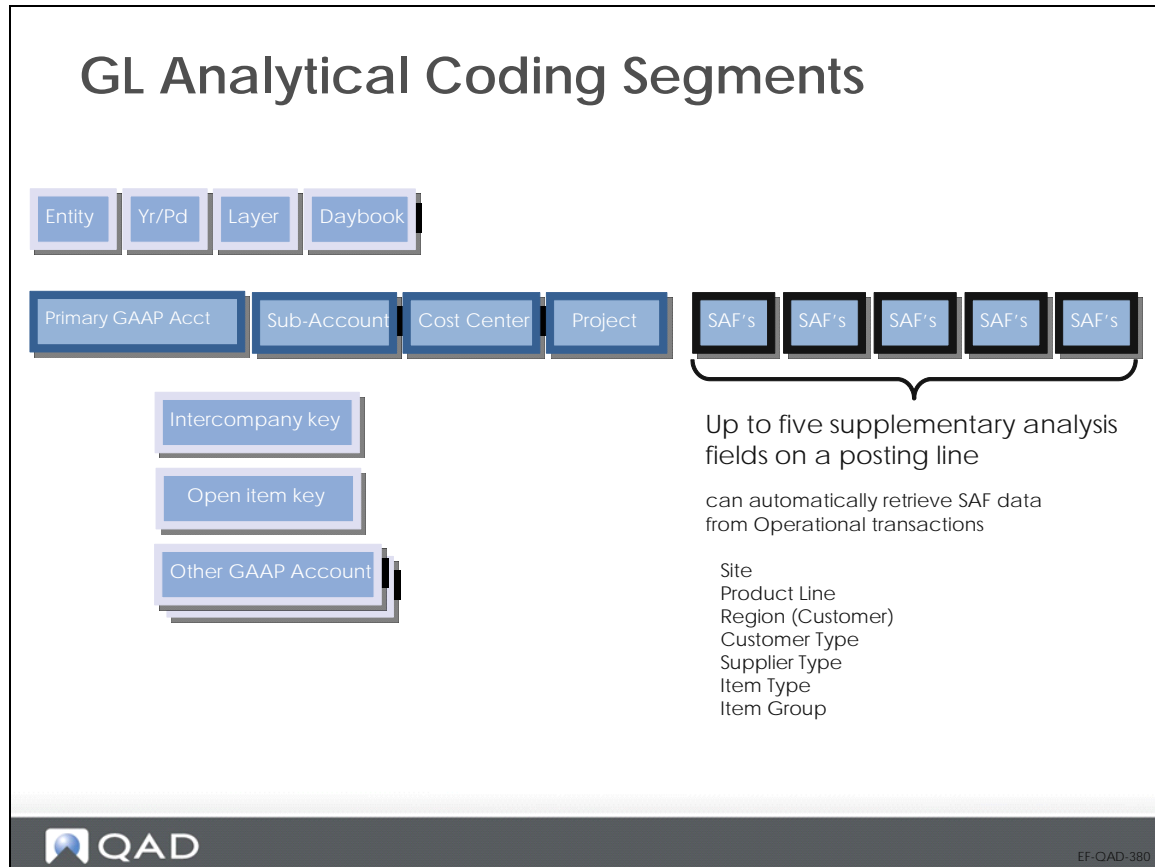 GL Analytical Coding Segments
Entity Yr/Pd Layer Daybook
Primary GAAP Acct Sub-Account Cost Center Project SAF's SAF's SAF's SAF's SAF's
Intercompany key
Open item key
Other GAAP Account
Up to five supplementary analysis
fields on a posting line
can automatically retrieve SAF data
from Operational transactions
Site
Product Line
Region (Customer)
Customer Type
Supplier Type
Item Type
Item Group
QAD
EF-QAD-380